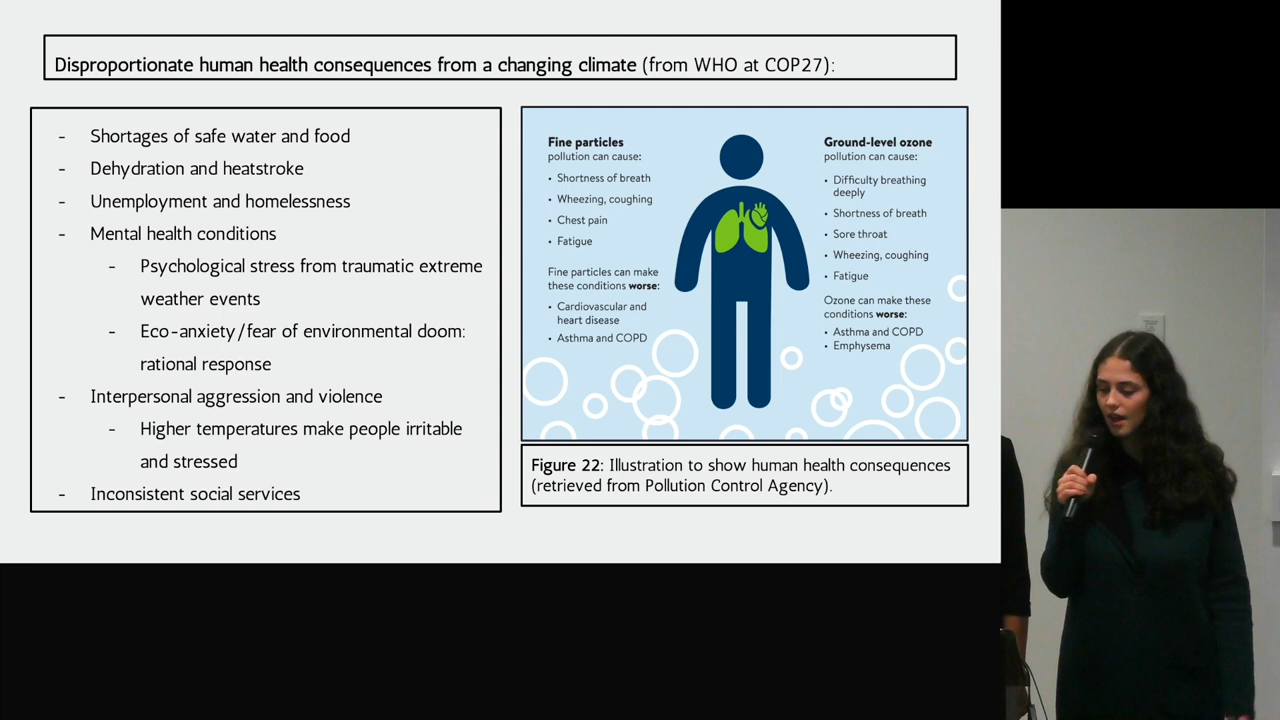 Disproportionate human health consequences from a changing climate (from WHO at COP27):
- Shortages of safe water and food
- Dehydration and heatstroke
- Unemployment and homelessness
- Mental health conditions
- Psychological stress from traumatic extreme
weather events
- Eco-anxiety/fear of environmental doom:
rational response
- Interpersonal aggression and violence
- Higher temperatures make people irritable
and stressed
- Inconsistent social services
Fine particles
pollution can cause:
• Shortness of breath
• Wheezing, coughing
• Chest pain
• Fatigue
Fine particles can make
these conditions worse:
• Cardiovascular and
heart disease
• Asthma and COPD
Ground-level ozone
pollution can cause:
• Difficulty breathing
deeply
• Shortness of breath
• Sore throat
• Wheezing, coughing
• Fatigue
Ozone can make these
conditions worse:
• Asthma and COPD
• Emphysema
Figure 22: Illustration to show human health consequences
(retrieved from Pollution Control Agency).